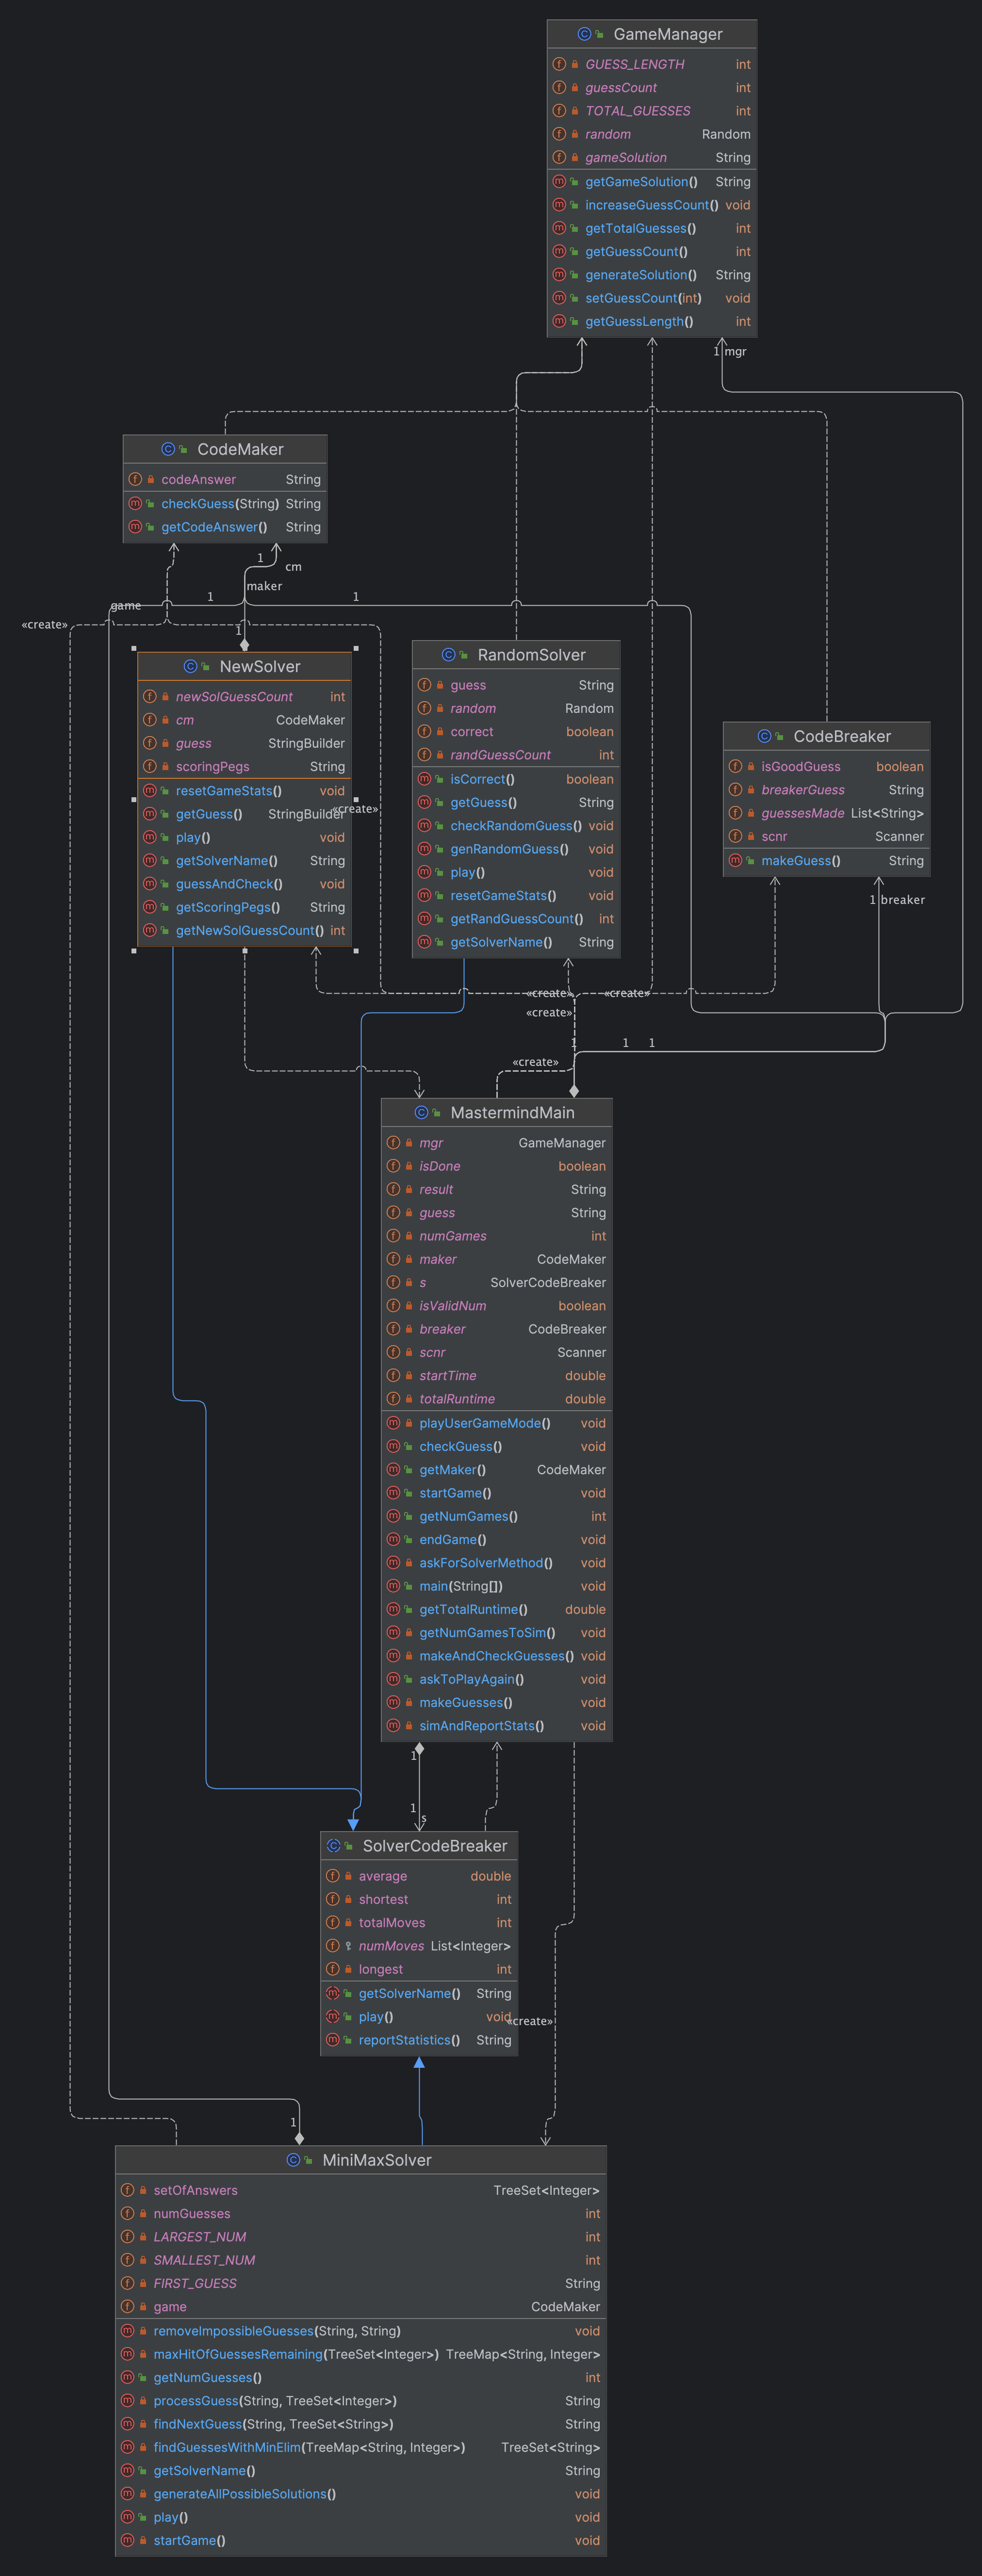 GameManager
GUESS_LENGTH int
guessCount int
TOTAL_GUESSES int
random Random
gameSolution String
getGameSolution() String
increaseGuessCount() void
getTotalGuesses() int
getGuessCount() int
generateSolution() String
setGuessCount(int) void
getGuessLength() int
1 mgr
CodeMaker
codeAnswer String
checkGuess(String) String
getCodeAnswer() String
1
cm
maker
game
1
1
«create»
1
NewSolver
newSolGuessCount int
cm CodeMaker
guess StringBuilder
scoringPegs String
resetGameStats() void
getGuess() StringBuilder
play() void
getSolverName() String
guessAndCheck() void
getScoringPegs() String
getNewSolGuessCount() int
«create»
RandomSolver
guess String
random Random
correct boolean
randGuessCount int
isCorrect() boolean
getGuess() String
checkRandomGuess() void
genRandomGuess() void
play() void
resetGameStats() void
getRandGuessCount() int
getSolverName() String
CodeBreaker
isGoodGuess boolean
breakerGuess String
guessesMade List<String>
scnr Scanner
makeGuess() String
1 breaker
«create»
«create»
«create»
1
1
1
«create»
MastermindMain
mgr GameManager
isDone boolean
result String
guess String
numGames int
maker CodeMaker
s SolverCodeBreaker
isValidNum boolean
breaker CodeBreaker
scnr Scanner
startTime double
totalRuntime double
playUserGameMode() void
checkGuess() void
getMaker() CodeMaker
startGame() void
getNumGames() int
endGame() void
askForSolverMethod() void
main(String[]) void
getTotalRuntime() double
getNumGamesToSim() void
makeAndCheckGuesses() void
askToPlayAgain() void
makeGuesses() void
simAndReportStats() void
1
1
s
SolverCodeBreaker
average double
shortest int
totalMoves int
numMoves List<Integer>
longest int
getSolverName() String
play() void
reportStatistics() String
«create»
1
MiniMaxSolver
setOfAnswers TreeSet<Integer>
numGuesses int
LARGEST_NUM int
SMALLEST_NUM int
FIRST_GUESS String
game CodeMaker
removeImpossibleGuesses(String, String) void
maxHitOfGuessesRemaining(TreeSet<Integer>) TreeMap<String, Integer>
getNumGuesses() int
processGuess(String, TreeSet<Integer>) String
findNextGuess(String, TreeSet<String>) String
findGuessesWithMinElim(TreeMap<String, Integer>) TreeSet<String>
getSolverName() String
generateAllPossibleSolutions() void
play() void
startGame() void